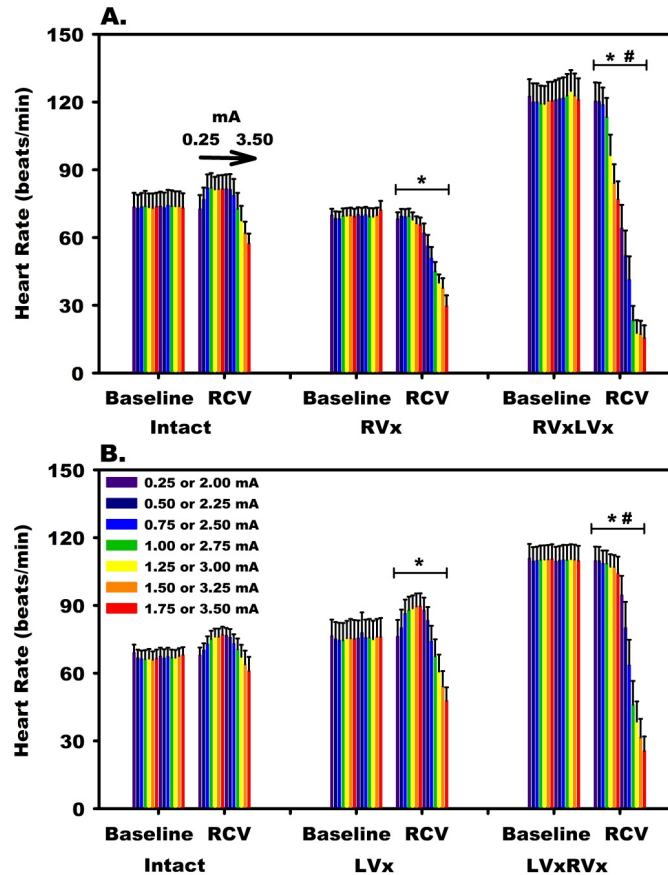 A.
150
120
90
60
30
0
Heart Rate (beats/min)
mA
0.25 3.50
*
* #
Baseline RCV Baseline RCV Baseline RCV
Intact RVx RVxLVx
B.
150
120
90
60
30
0
Heart Rate (beats/min)
0.25 or 2.00 mA
0.50 or 2.25 mA
0.75 or 2.50 mA
1.00 or 2.75 mA
1.25 or 3.00 mA
1.50 or 3.25 mA
1.75 or 3.50 mA
*
* #
Baseline RCV Baseline RCV Baseline RCV
Intact LVx LVxRVx